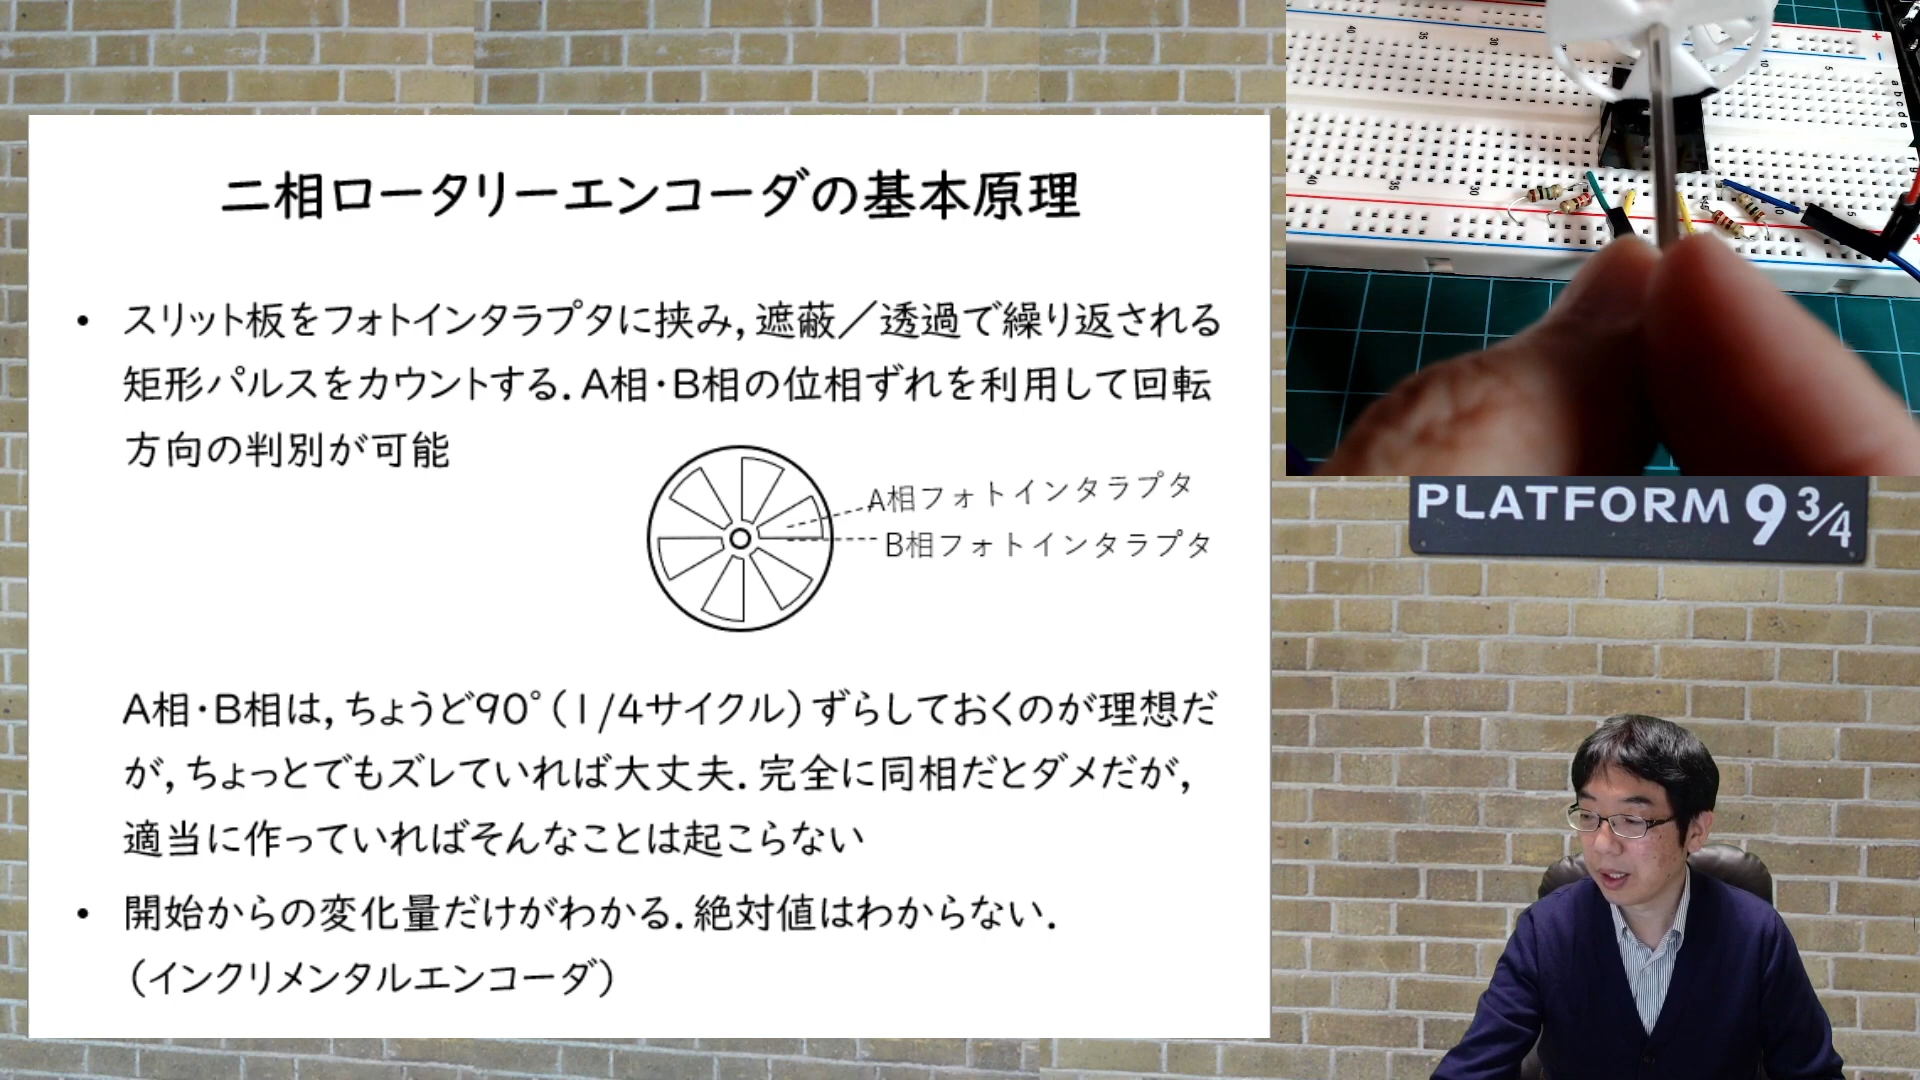 二相ロータリーエンコーダの基本原理
• スリット板をフォトインタラプタに挟み,遮蔽／透過で繰り返される
矩形パルスをカウントする.A相・B相の位相ずれを利用して回転
方向の判別が可能
A相フォトインタラプタ
B相フォトインタラプタ
A相・B相は,ちょうど90°(1/4サイクル)ずらしておくのが理想だ
が,ちょっとでもズレていれば大丈夫.完全に同相だとダメだが,
適当に作っていればそんなことは起こらない
• 開始からの変化量だけがわかる.絶対値はわからない.
(インクリメンタルエンコーダ)
PLATFORM 9 3/4